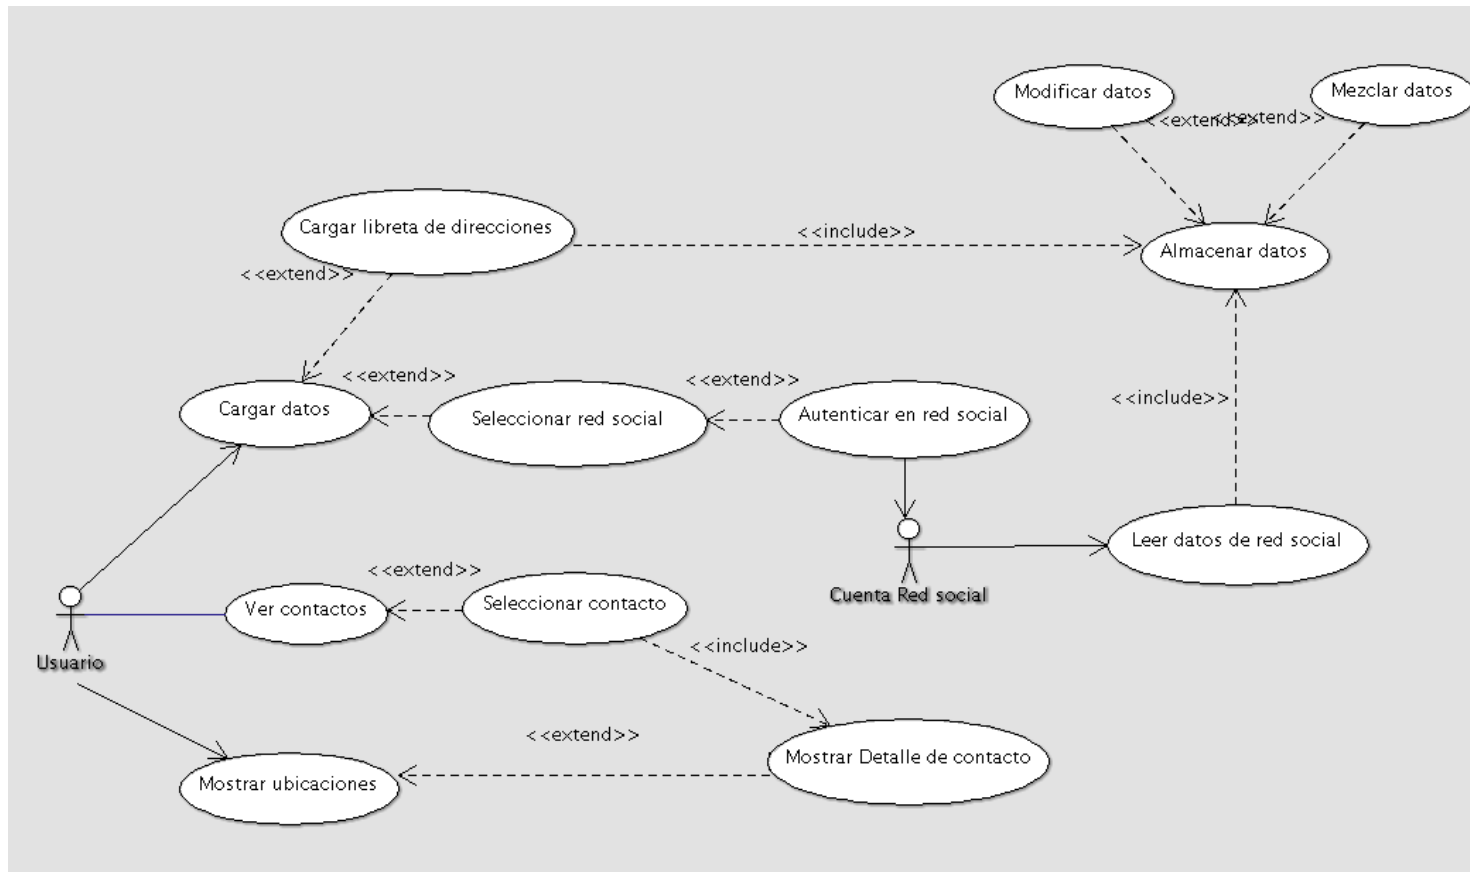 Modificar datos
Mezclar datos
<<extend>>
<<extend>>
Cargar libreta de direcciones
<<include>>
Almacenar datos
<<extend>>
Cargar datos
<<extend>>
Seleccionar red social
<<extend>>
Autenticar en red social
<<include>>
Leer datos de red social
Cuenta Red social
Usuario
Ver contactos
<<extend>>
Seleccionar contacto
<<include>>
<<extend>>
Mostrar Detalle de contacto
Mostrar ubicaciones